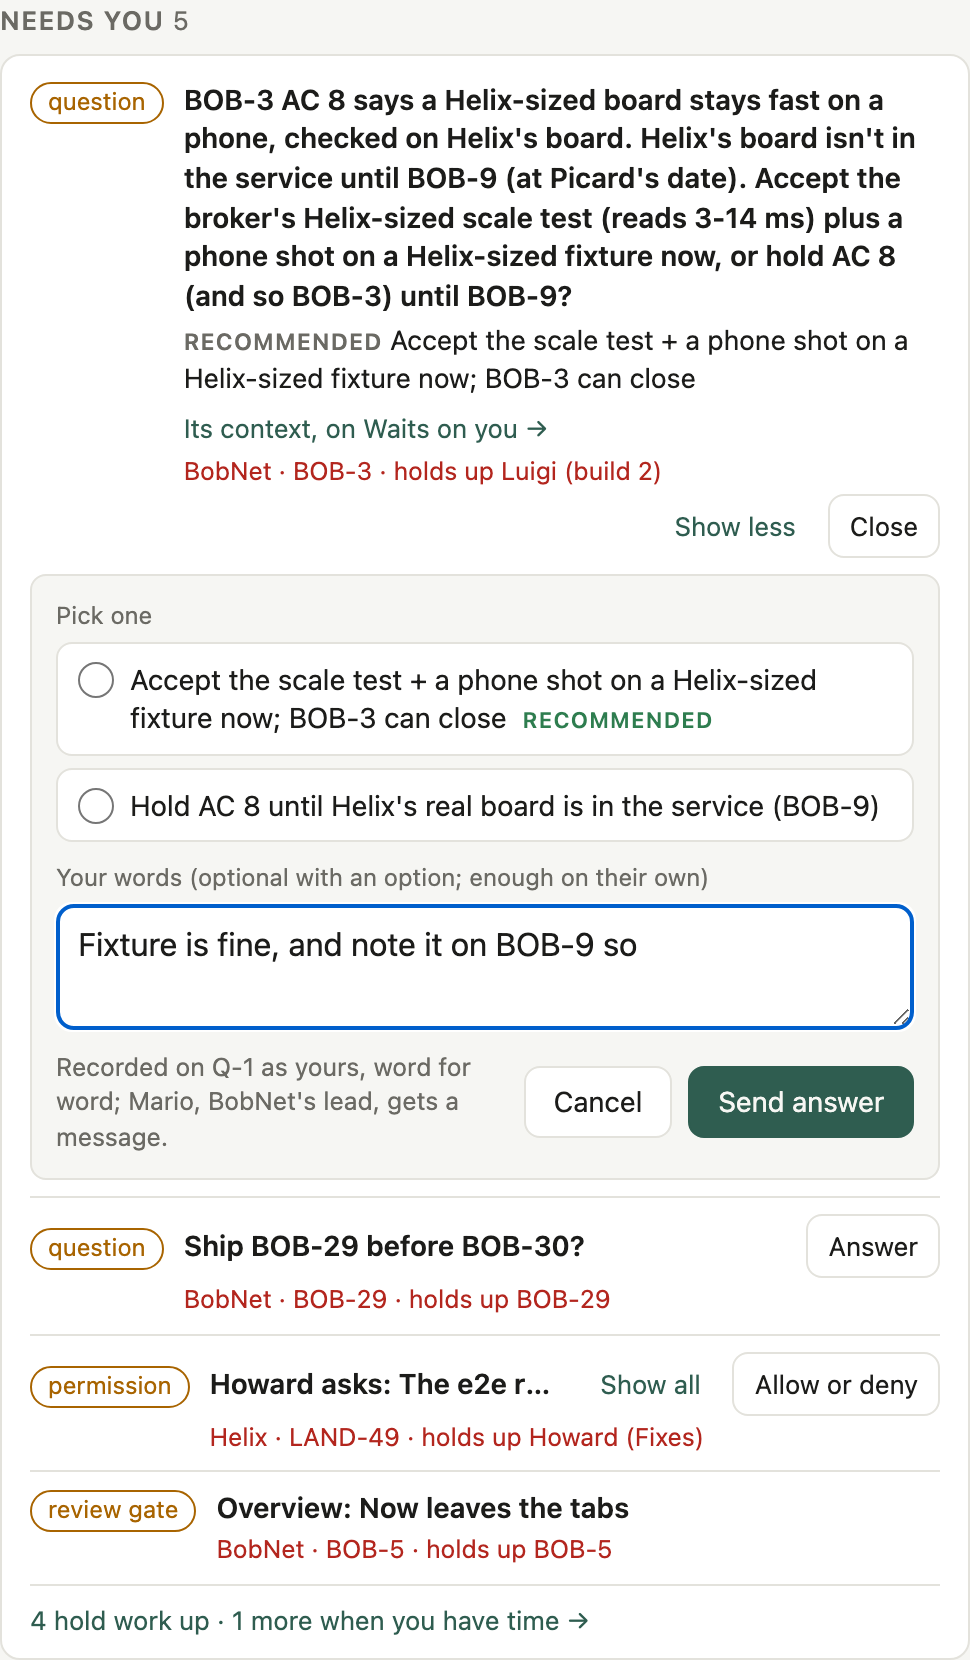 NEEDS YOU 5
question
BOB-3 AC 8 says a Helix-sized board stays fast on a
phone, checked on Helix's board. Helix's board isn't in
the service until BOB-9 (at Picard's date). Accept the
broker's Helix-sized scale test (reads 3-14 ms) plus a
phone shot on a Helix-sized fixture now, or hold AC 8
(and so BOB-3) until BOB-9?
RECOMMENDED Accept the scale test + a phone shot on a
Helix-sized fixture now; BOB-3 can close
Its context, on Waits on you →
BobNet · BOB-3 · holds up Luigi (build 2)
Show less Close
Pick one
Accept the scale test + a phone shot on a Helix-sized
fixture now; BOB-3 can close RECOMMENDED
Hold AC 8 until Helix's real board is in the service (BOB-9)
Your words (optional with an option; enough on their own)
Fixture is fine, and note it on BOB-9 so
Recorded on Q-1 as yours, word for
word; Mario, BobNet's lead, gets a
message.
Cancel Send answer
question Ship BOB-29 before BOB-30? Answer
BobNet · BOB-29 · holds up BOB-29
permission Howard asks: The e2e r... Show all Allow or deny
Helix · LAND-49 · holds up Howard (Fixes)
review gate Overview: Now leaves the tabs
BobNet · BOB-5 · holds up BOB-5
4 hold work up · 1 more when you have time →